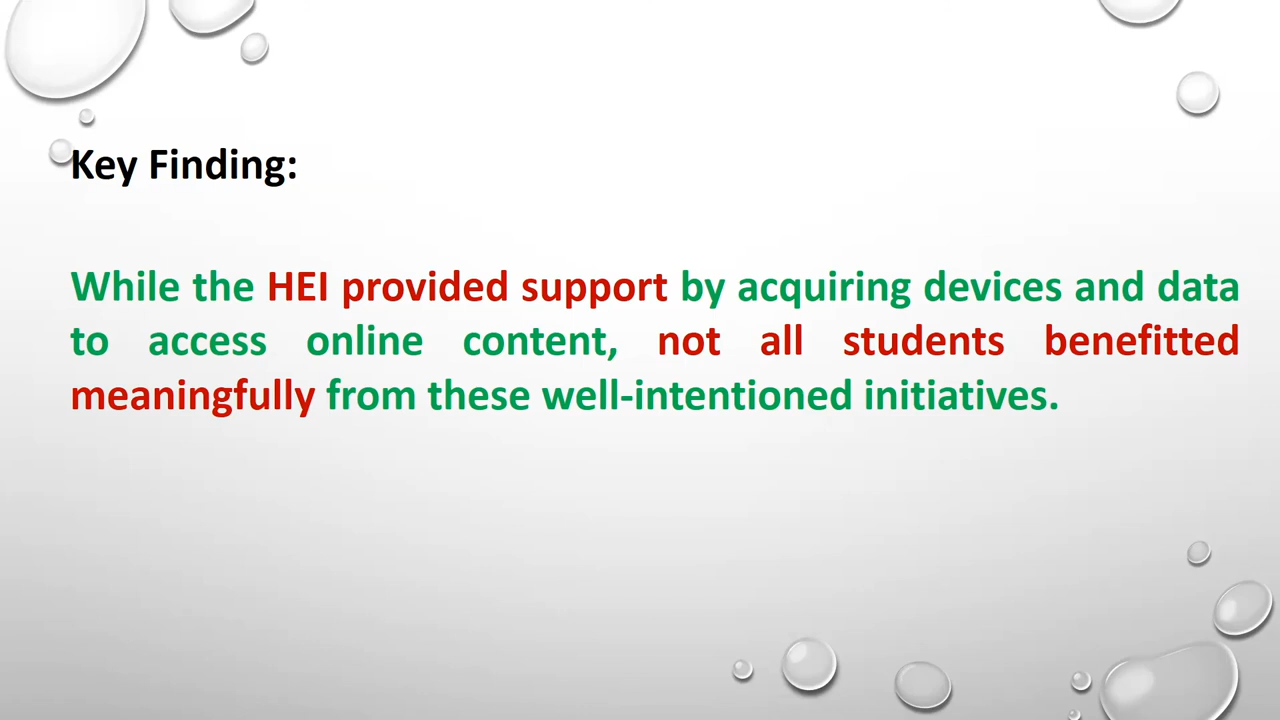 Key Finding:
While the HEI provided support by acquiring devices and data
to access online content, not all students benefitted
meaningfully from these well-intentioned initiatives.